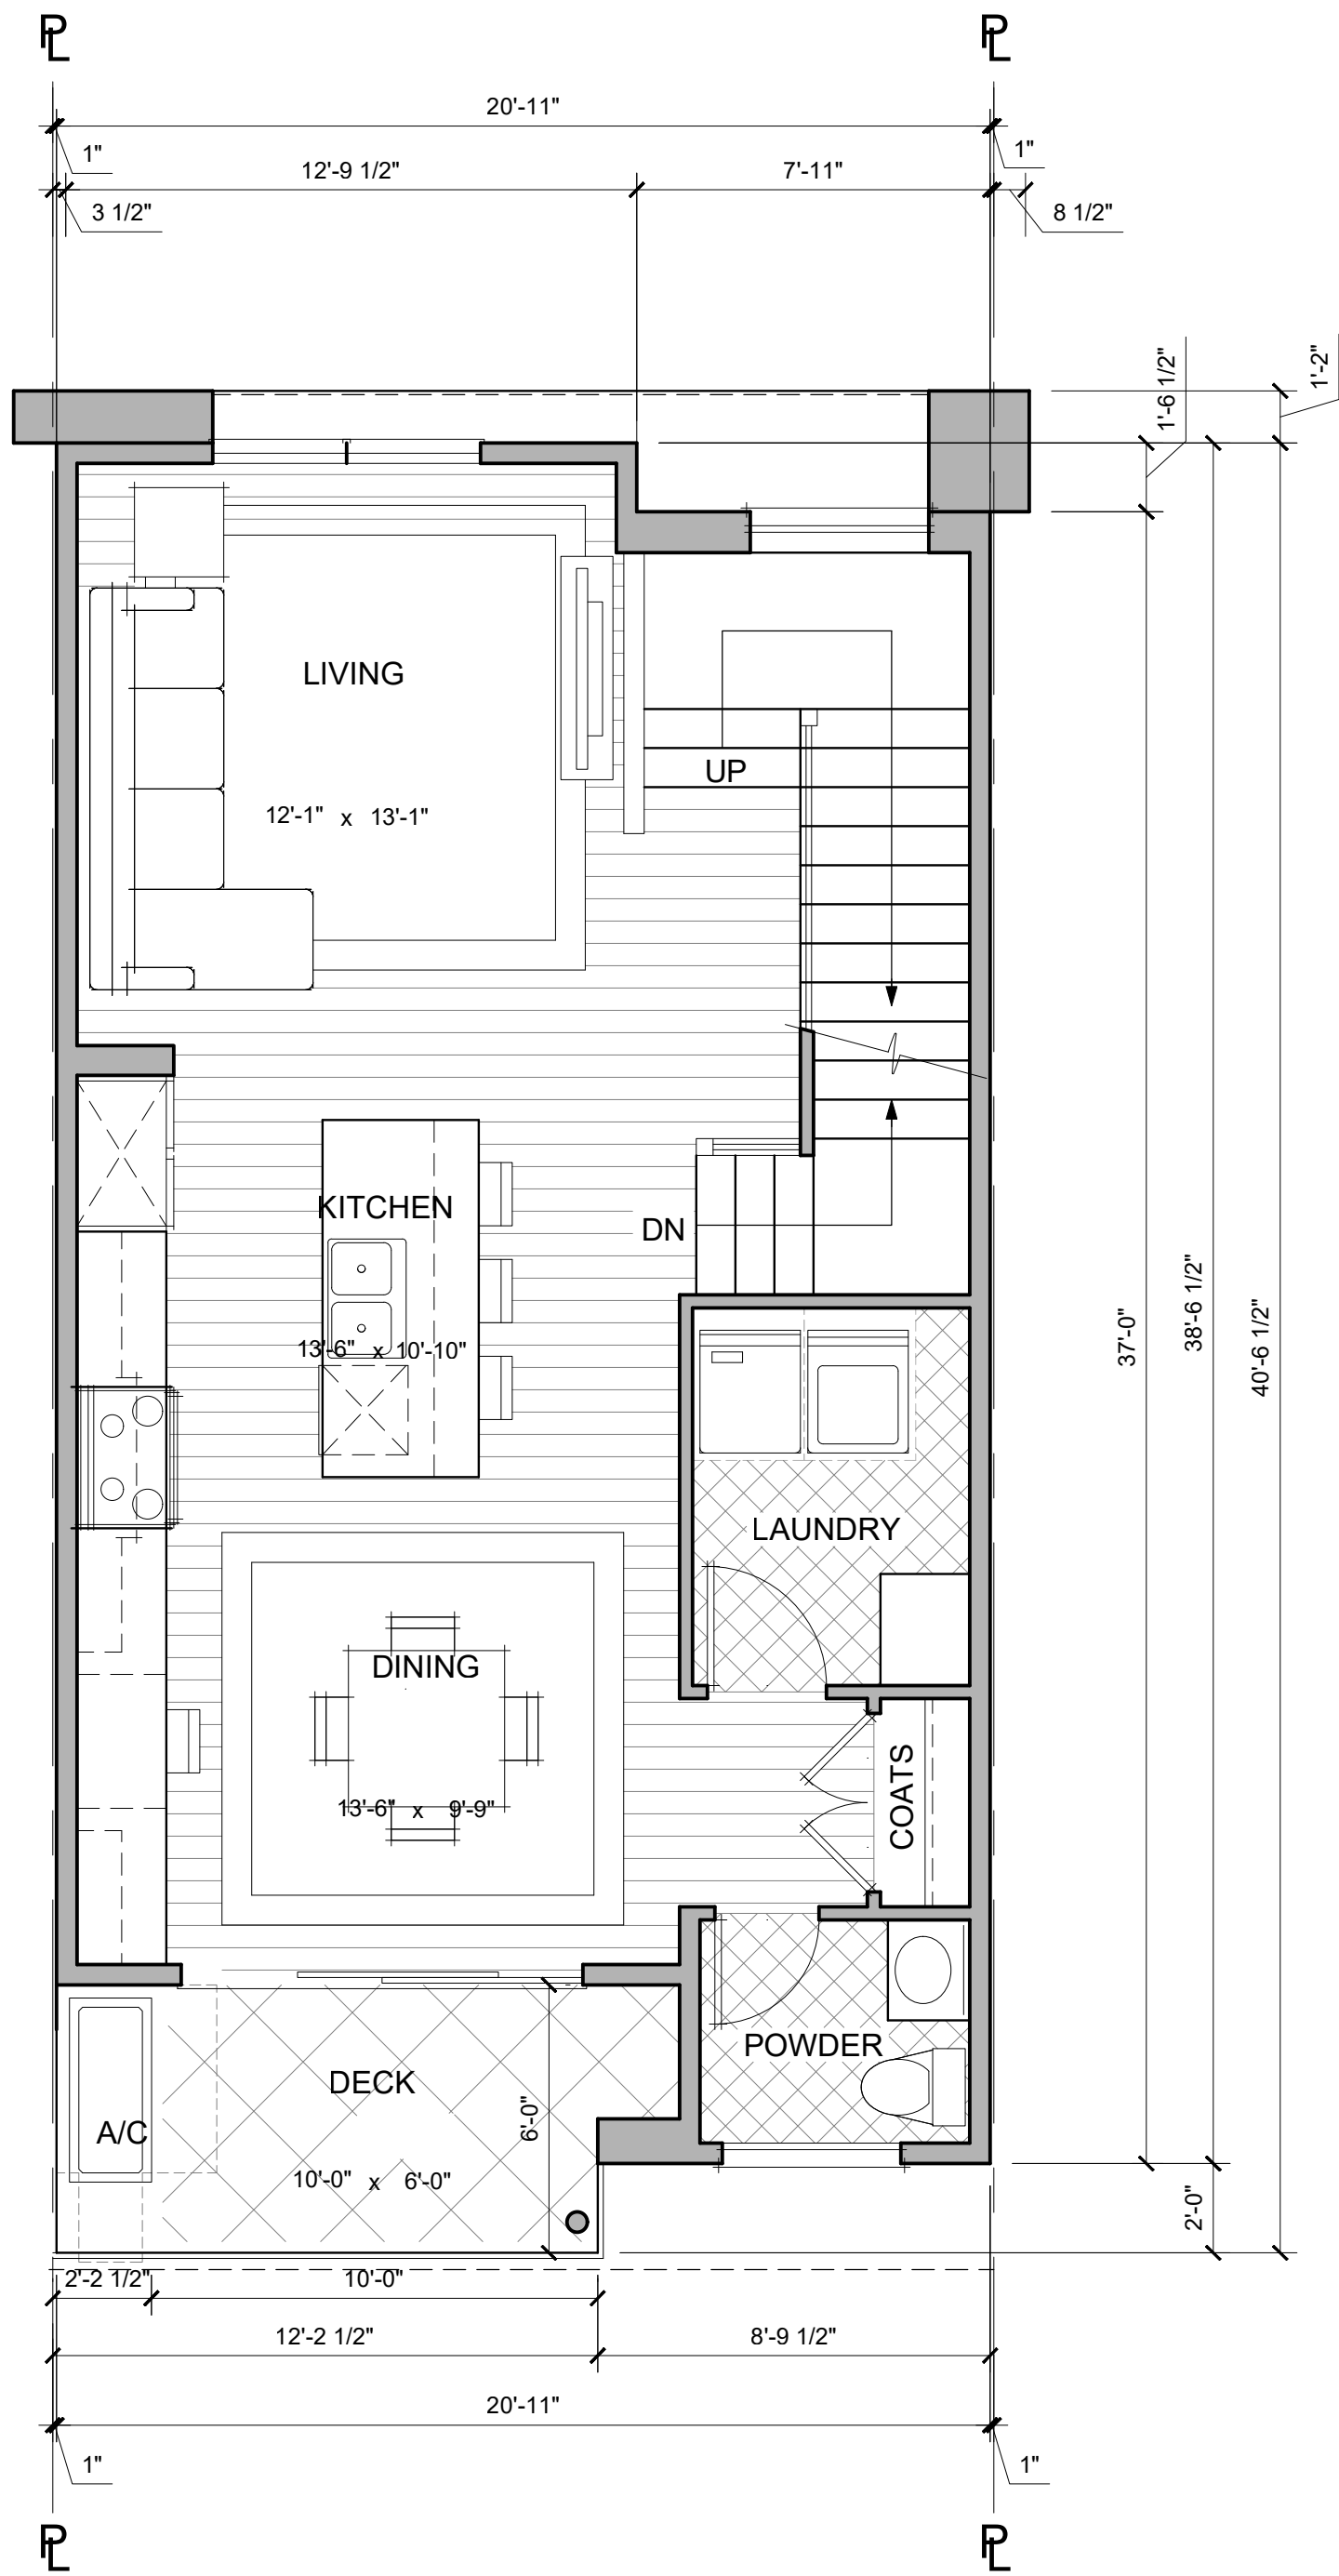 PL PL
20'-11"
1" 1"
12'-9 1/2" 7'-11"
3 1/2" 8 1/2"
1'-6 1/2" 1'-2"
LIVING
UP
12'-1" x 13'-1"
KITCHEN
DN
13'-6" x 10'-10"
37'-0" 38'-6 1/2" 40'-6 1/2"
LAUNDRY
DINING
COATS
13'-6" x 9'-9"
POWDER
DECK
6'-0"
A/C
10'-0" x 6'-0"
2'-0"
2'-2 1/2" 10'-0"
12'-2 1/2" 8'-9 1/2"
20'-11"
1" 1"
PL PL